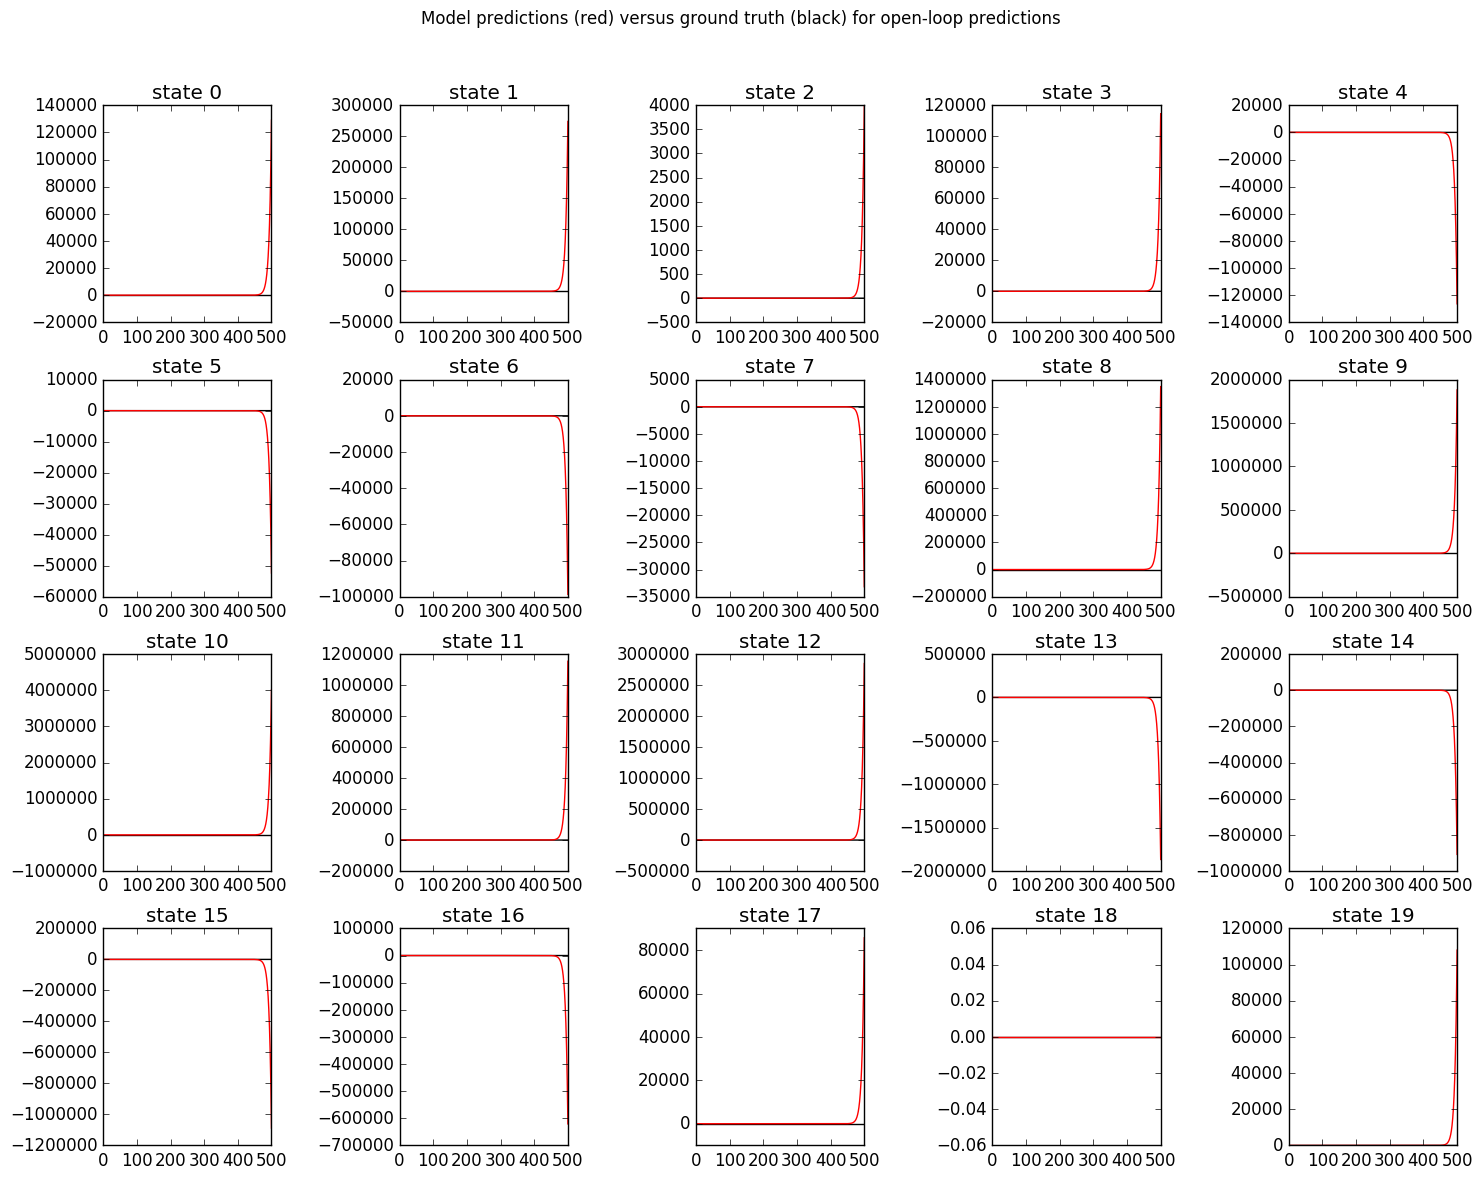 Model predictions (red) versus ground truth (black) for open-loop predictions
state 0 state 1 state 2 state 3 state 4
140000 300000 4000 120000 20000
120000 250000 3500 100000 0
100000 200000 3000 80000 −20000
80000 150000 2500 60000 −40000
60000 100000 2000 40000 −60000
40000 50000 1500 20000 −80000
20000 0 1000 0 −100000
0 −50000 500 −20000 −120000
−20000 0 −140000
−500
0 100 200 300 400 500 0 100 200 300 400 500 0 100 200 300 400 500 0 100 200 300 400 500 0 100 200 300 400 500
state 5 state 6 state 7 state 8 state 9
10000 20000 5000 1400000 2000000
0 0 0 1200000 1500000
−10000 −20000 −5000 1000000 1000000
−20000 −40000 −10000 800000 500000
−30000 −60000 −15000 600000 0
−40000 −80000 −20000 400000 −500000
−50000 −100000 −25000 200000
−60000 −30000 0
−35000 −200000
0 100 200 300 400 500 0 100 200 300 400 500 0 100 200 300 400 500 0 100 200 300 400 500 0 100 200 300 400 500
state 10 state 11 state 12 state 13 state 14
5000000 1200000 3000000 500000 200000
4000000 1000000 2500000 0 0
3000000 800000 2000000 −500000 −200000
2000000 600000 1500000 −1000000 −400000
1000000 400000 1000000 −1500000 −600000
0 200000 500000 −2000000 −800000
−1000000 0 0 −1000000
−200000 −500000
0 100 200 300 400 500 0 100 200 300 400 500 0 100 200 300 400 500 0 100 200 300 400 500 0 100 200 300 400 500
state 15 state 16 state 17 state 18 state 19
200000 100000 80000 0.06 120000
0 0 60000 0.04 100000
−200000 −100000 40000 0.02 80000
−400000 −200000 20000 0.00 60000
−600000 −300000 0 −0.02 40000
−800000 −400000 −0.04 20000
−1000000 −500000 −0.06 0
−1200000 −600000
−700000
0 100 200 300 400 500 0 100 200 300 400 500 0 100 200 300 400 500 0 100 200 300 400 500 0 100 200 300 400 500